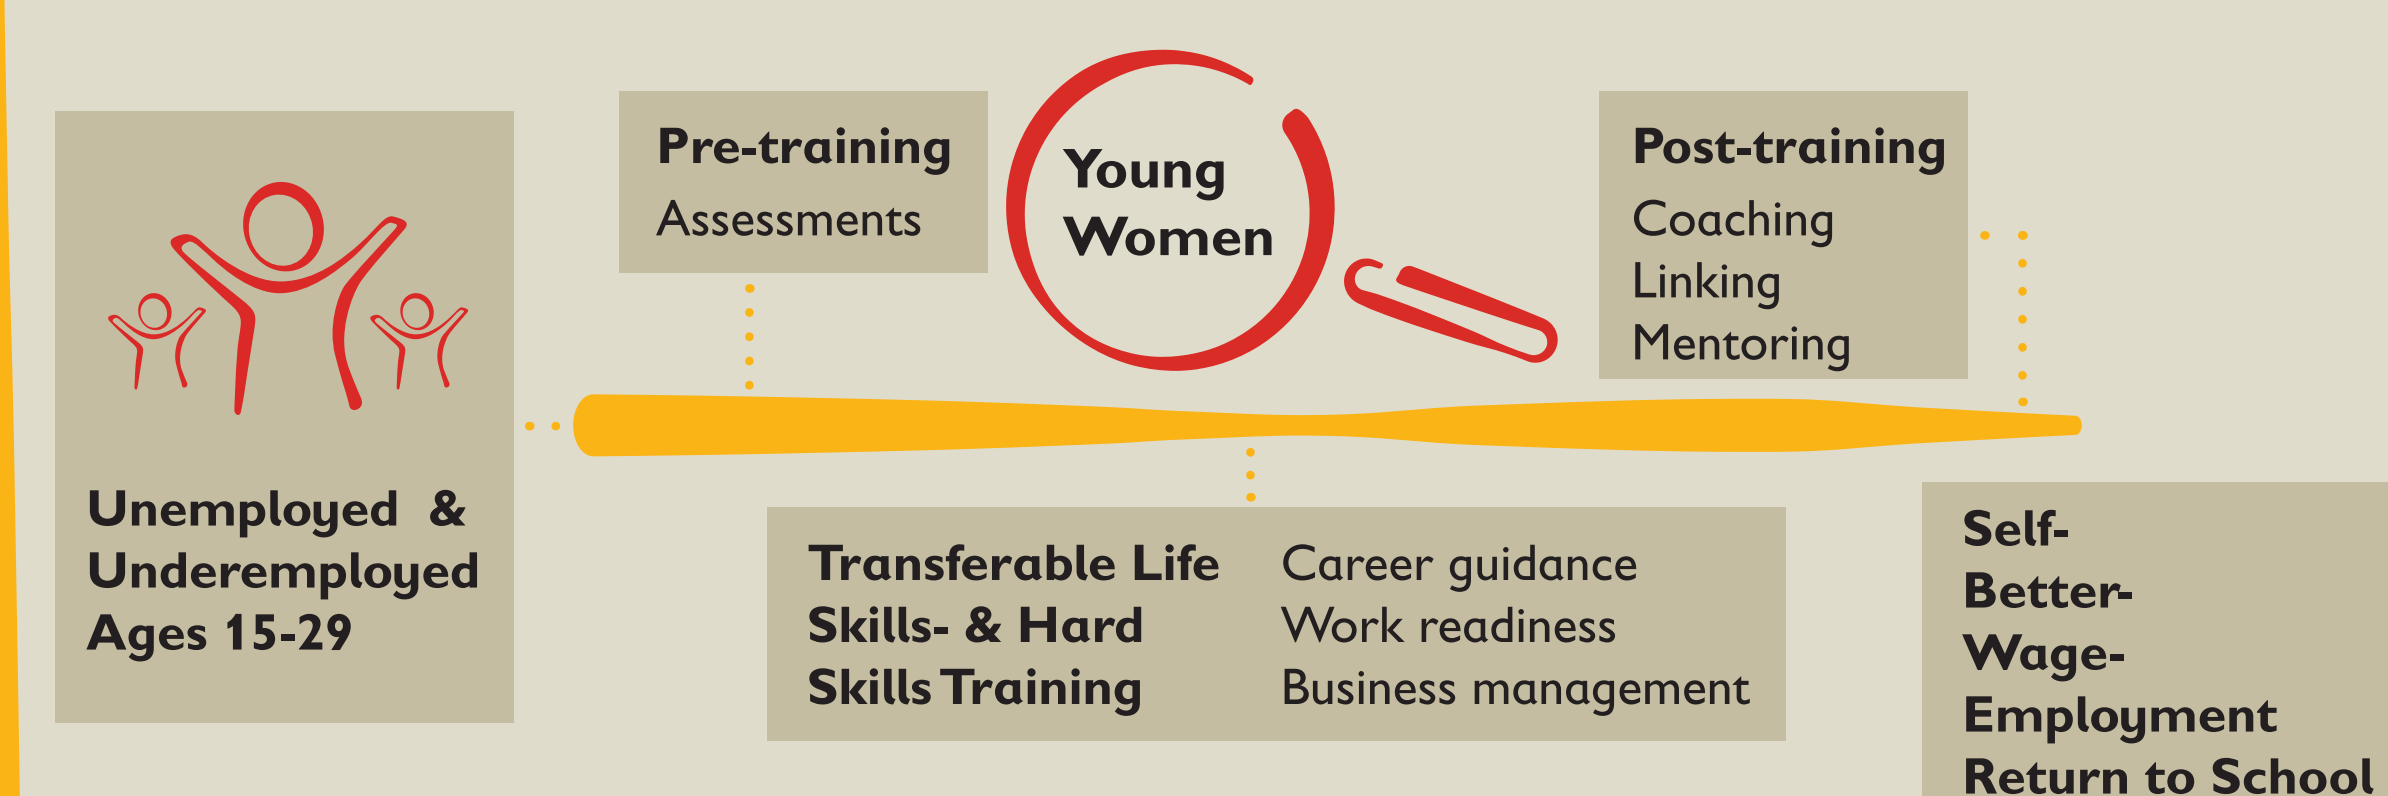 Unemployed &
Underemployed
Ages 15-29
Pre-training
Assessments
Young
Women
Post-training
Coaching
Linking
Mentoring
Transferable Life
Skills- & Hard
Skills Training
Career guidance
Work readiness
Business management
Self-
Better-
Wage-
Employment
Return to School